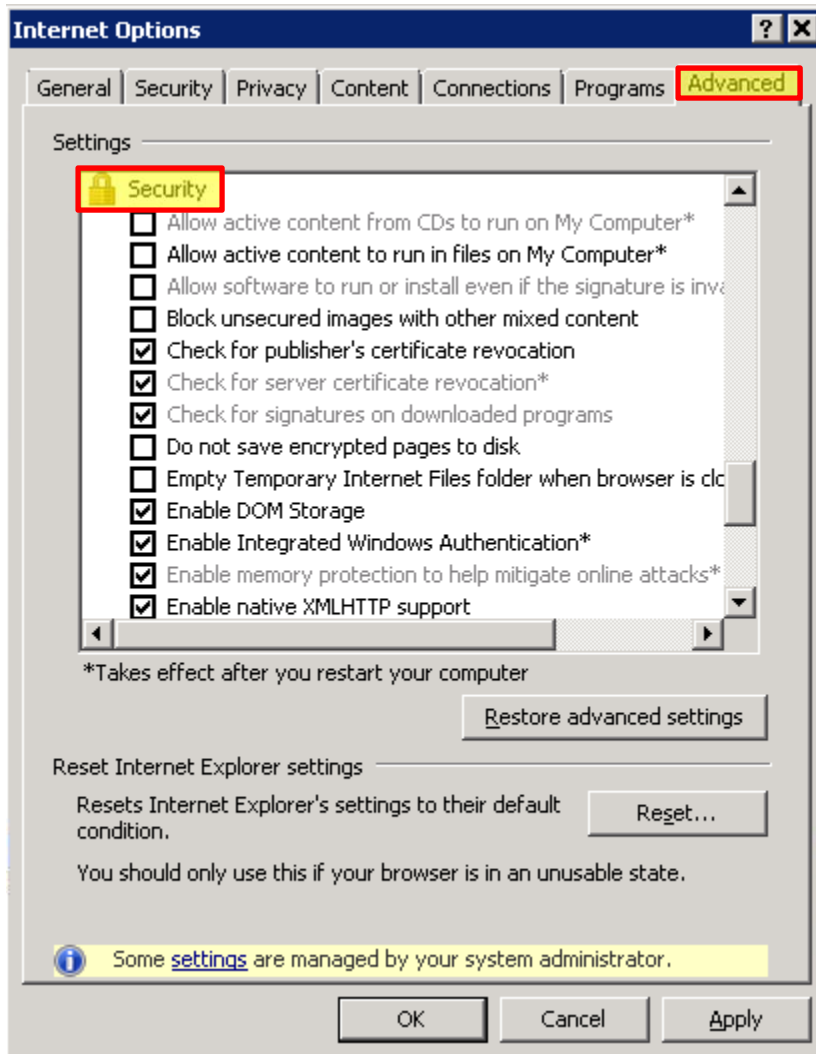 Internet Options
General Security Privacy Content Connections Programs Advanced
Settings
Security
Allow active content from CDs to run on My Computer*
Allow active content to run in files on My Computer*
Allow software to run or install even if the signature is inva
Block unsecured images with other mixed content
Check for publisher's certificate revocation
Check for server certificate revocation*
Check for signatures on downloaded programs
Do not save encrypted pages to disk
Empty Temporary Internet Files folder when browser is clo
Enable DOM Storage
Enable Integrated Windows Authentication*
Enable memory protection to help mitigate online attacks*
Enable native XMLHTTP support
*Takes effect after you restart your computer
Restore advanced settings
Reset Internet Explorer settings
Resets Internet Explorer's settings to their default
condition.
Reset...
You should only use this if your browser is in an unusable state.
Some settings are managed by your system administrator.
OK Cancel Apply